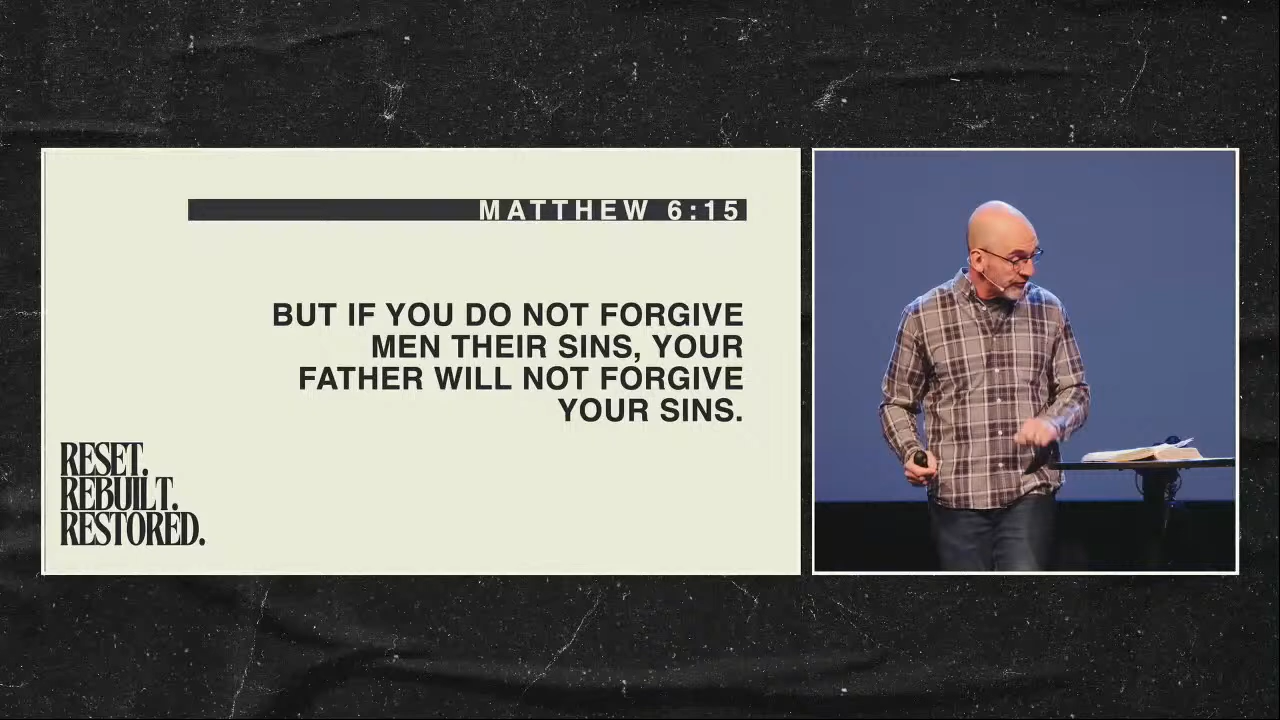 MATTHEW 6:15
BUT IF YOU DO NOT FORGIVE
MEN THEIR SINS, YOUR
FATHER WILL NOT FORGIVE
YOUR SINS.
RESET.
REBUILT.
RESTORED.